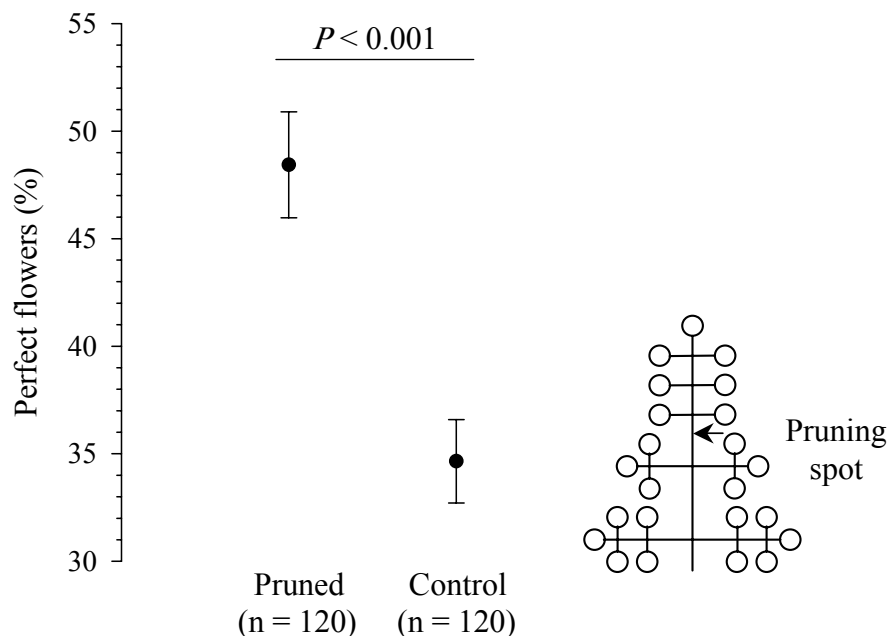 55
P < 0.001
50
45
40
35
30
Perfect flowers (%)
Pruning
spot
Pruned
(n = 120)
Control
(n = 120)